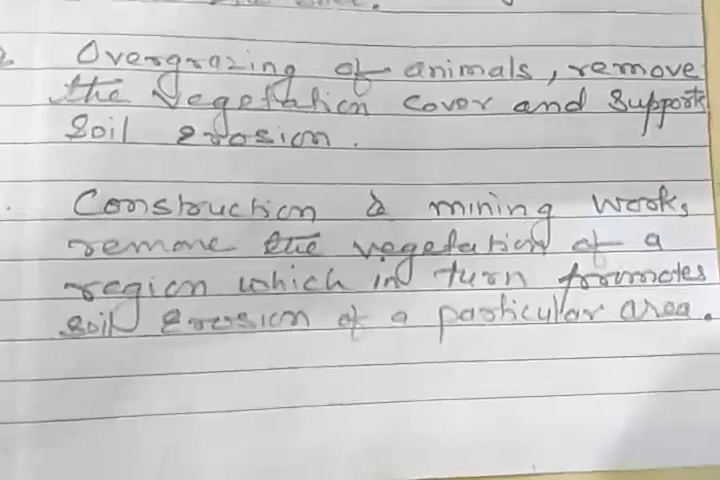 2. Overgrazing of animals, remove
the vegetation cover and supports
soil erosion.
Construction & mining works,
remove the vegetation of a
region which in turn promotes
soil erosion of a particular area.